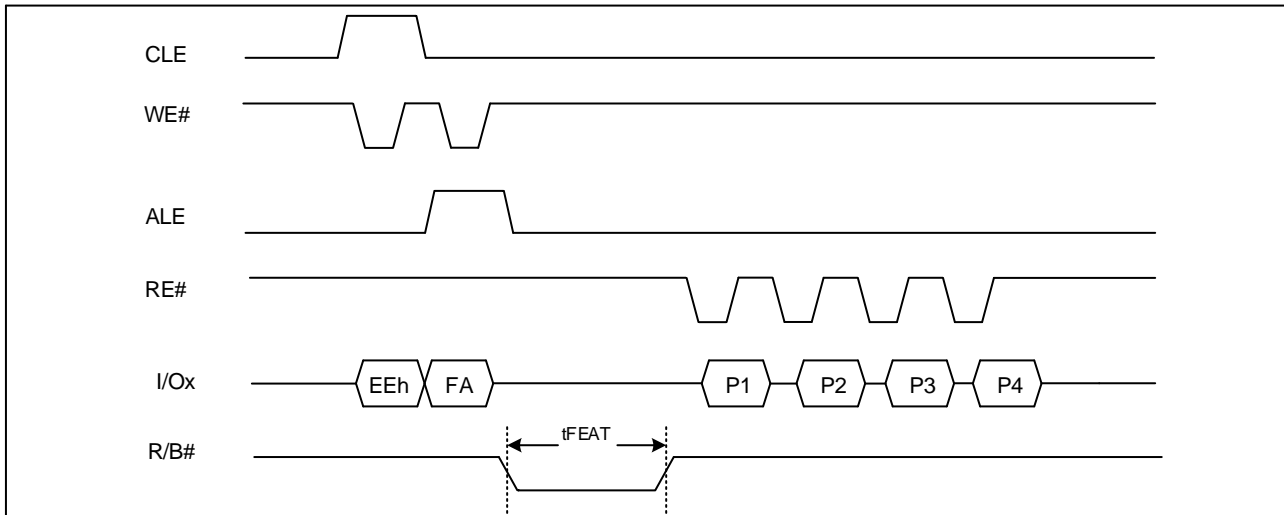 CLE
WE#
ALE
RE#
I/Ox EEh FA P1 P2 P3 P4
tFEAT
R/B#